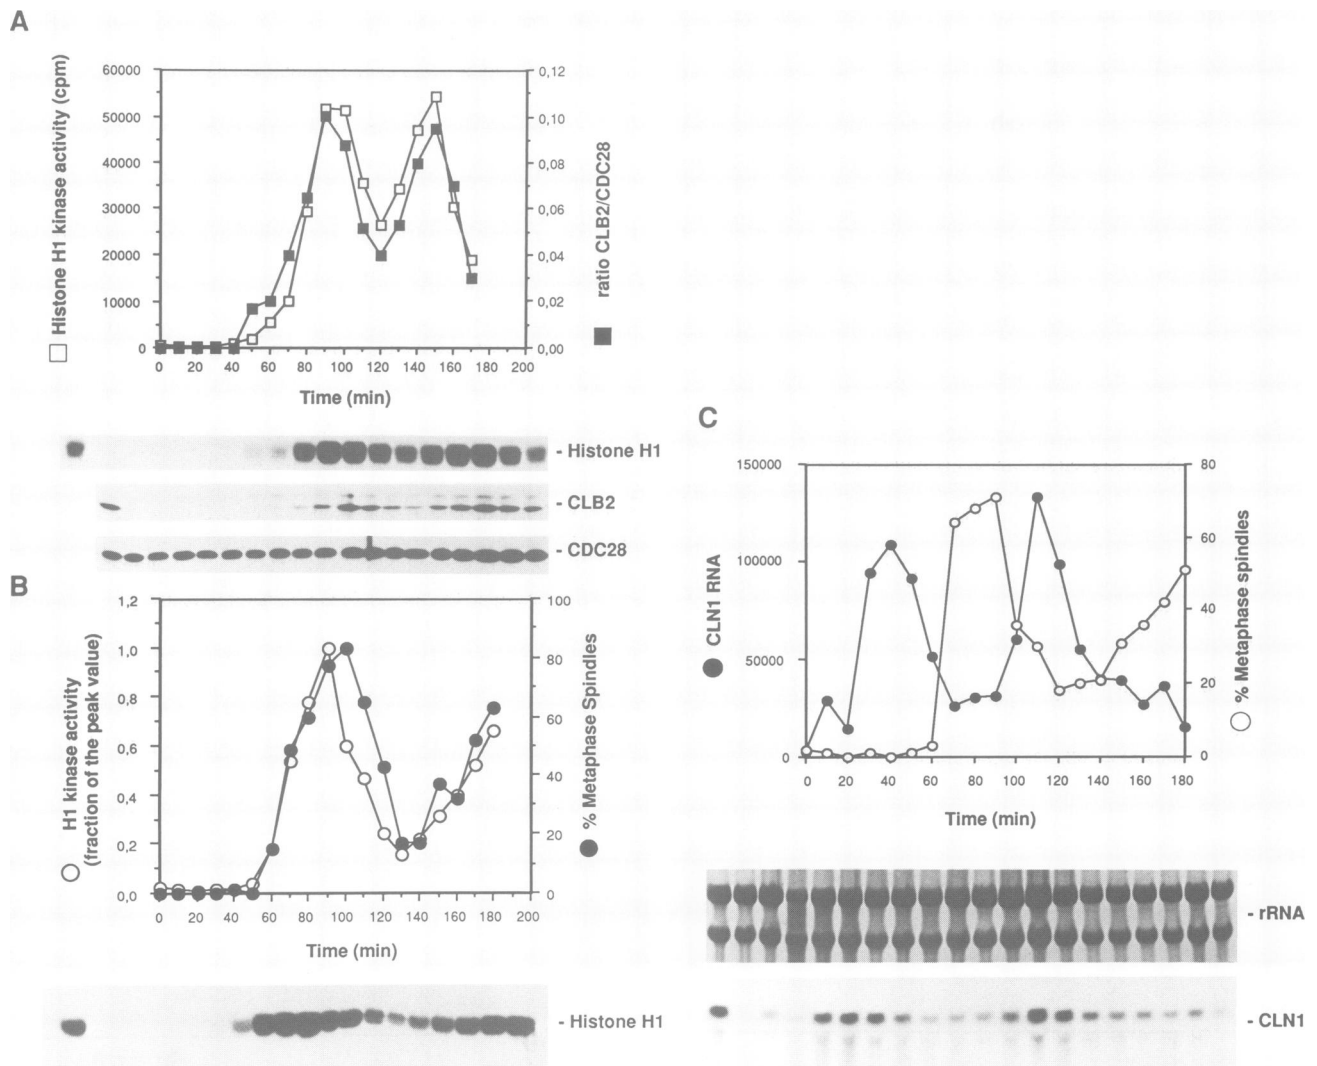 A
Histone H1 kinase activity (cpm)
60000
50000
40000
30000
20000
10000
0
0,12
0,10
0,08
0,06
0,04
0,02
0,00
ratio CLB2/CDC28
0 20 40 60 80 100 120 140 160 180 200
Time (min)
- Histone H1
- CLB2
- CDC28
B
H1 kinase activity
(fraction of the peak value)
1,2
1,0
0,8
0,6
0,4
0,2
0,0
100
80
60
40
20
0
% Metaphase Spindles
0 20 40 60 80 100 120 140 160 180 200
Time (min)
- Histone H1
C
CLN1 RNA
150000
100000
50000
0
80
60
40
20
0
% Metaphase spindles
0 20 40 60 80 100 120 140 160 180
Time (min)
- rRNA
- CLN1